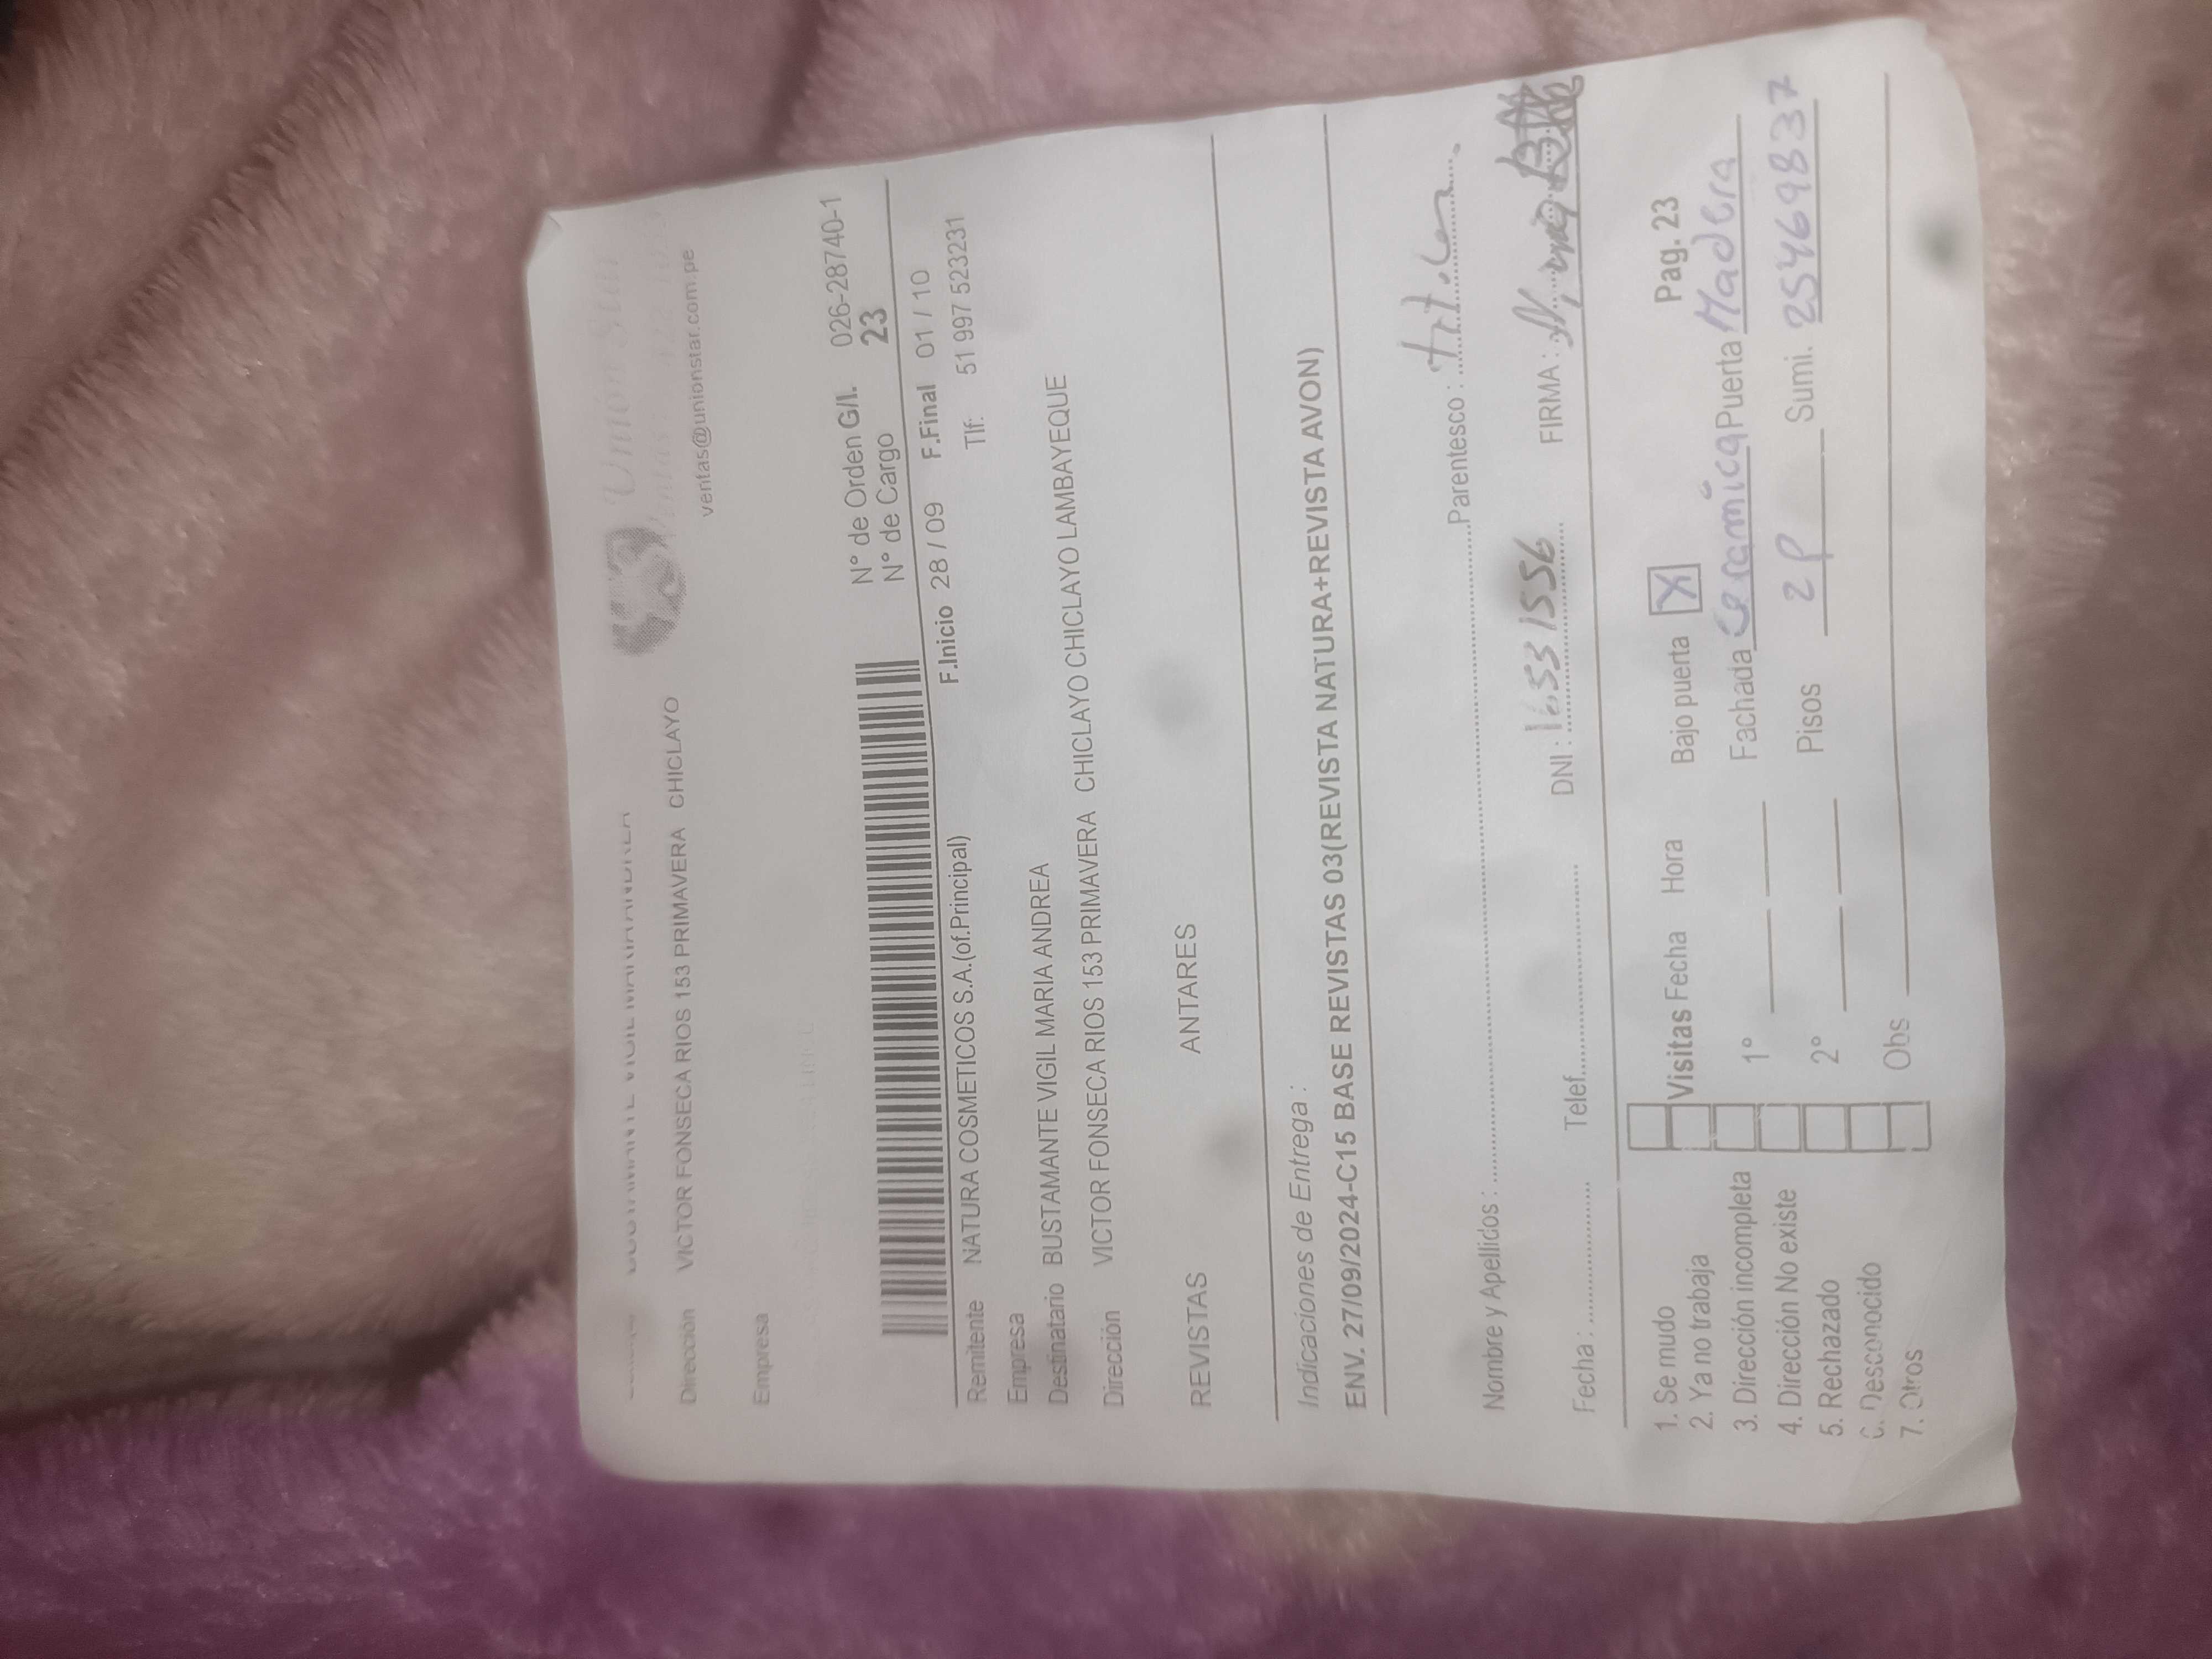 Union Star
ventas@unionstar.com.pe
Dirección VICTOR FONSECA RIOS 153 PRIMAVERA CHICLAYO
Empresa
N° de Orden G/I. 026-28740-1
N° de Cargo 23
F.Inicio 28 / 09 F.Final 01 / 10
Remitente NATURA COSMETICOS S.A.(of.Principal) Tlf: 51 997 523231
Empresa
Destinatario BUSTAMANTE VIGIL MARIA ANDREA
Dirección VICTOR FONSECA RIOS 153 PRIMAVERA CHICLAYO CHICLAYO LAMBAYEQUE
REVISTAS ANTARES
Indicaciones de Entrega :
ENV. 27/09/2024-C15 BASE REVISTAS 03(REVISTA NATURA+REVISTA AVON)
Nombre y Apellidos : Parentesco :
Fecha : Telef. DNI : 16531556 FIRMA :
1. Se mudo Visitas Fecha Hora Bajo puerta X Pag. 23
2. Ya no trabaja
3. Dirección incompleta 1° Fachada Ceramica Puerta Madera
4. Dirección No existe
5. Rechazado 2° Pisos 2 P Sumi. 25469837
6. Desconocido
7. Otros Obs